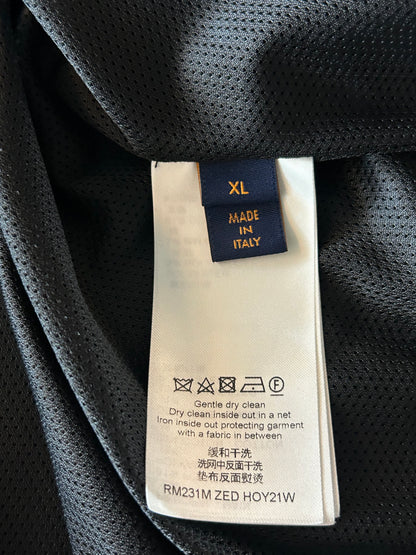 XL
MADE
IN
ITALY
F
Gentle dry clean
Dry clean inside out in a net
Iron inside out protecting garment
with a fabric in between
缓和干洗
洗网中反面干洗
垫布反面熨烫
RM231M ZED HOY21W